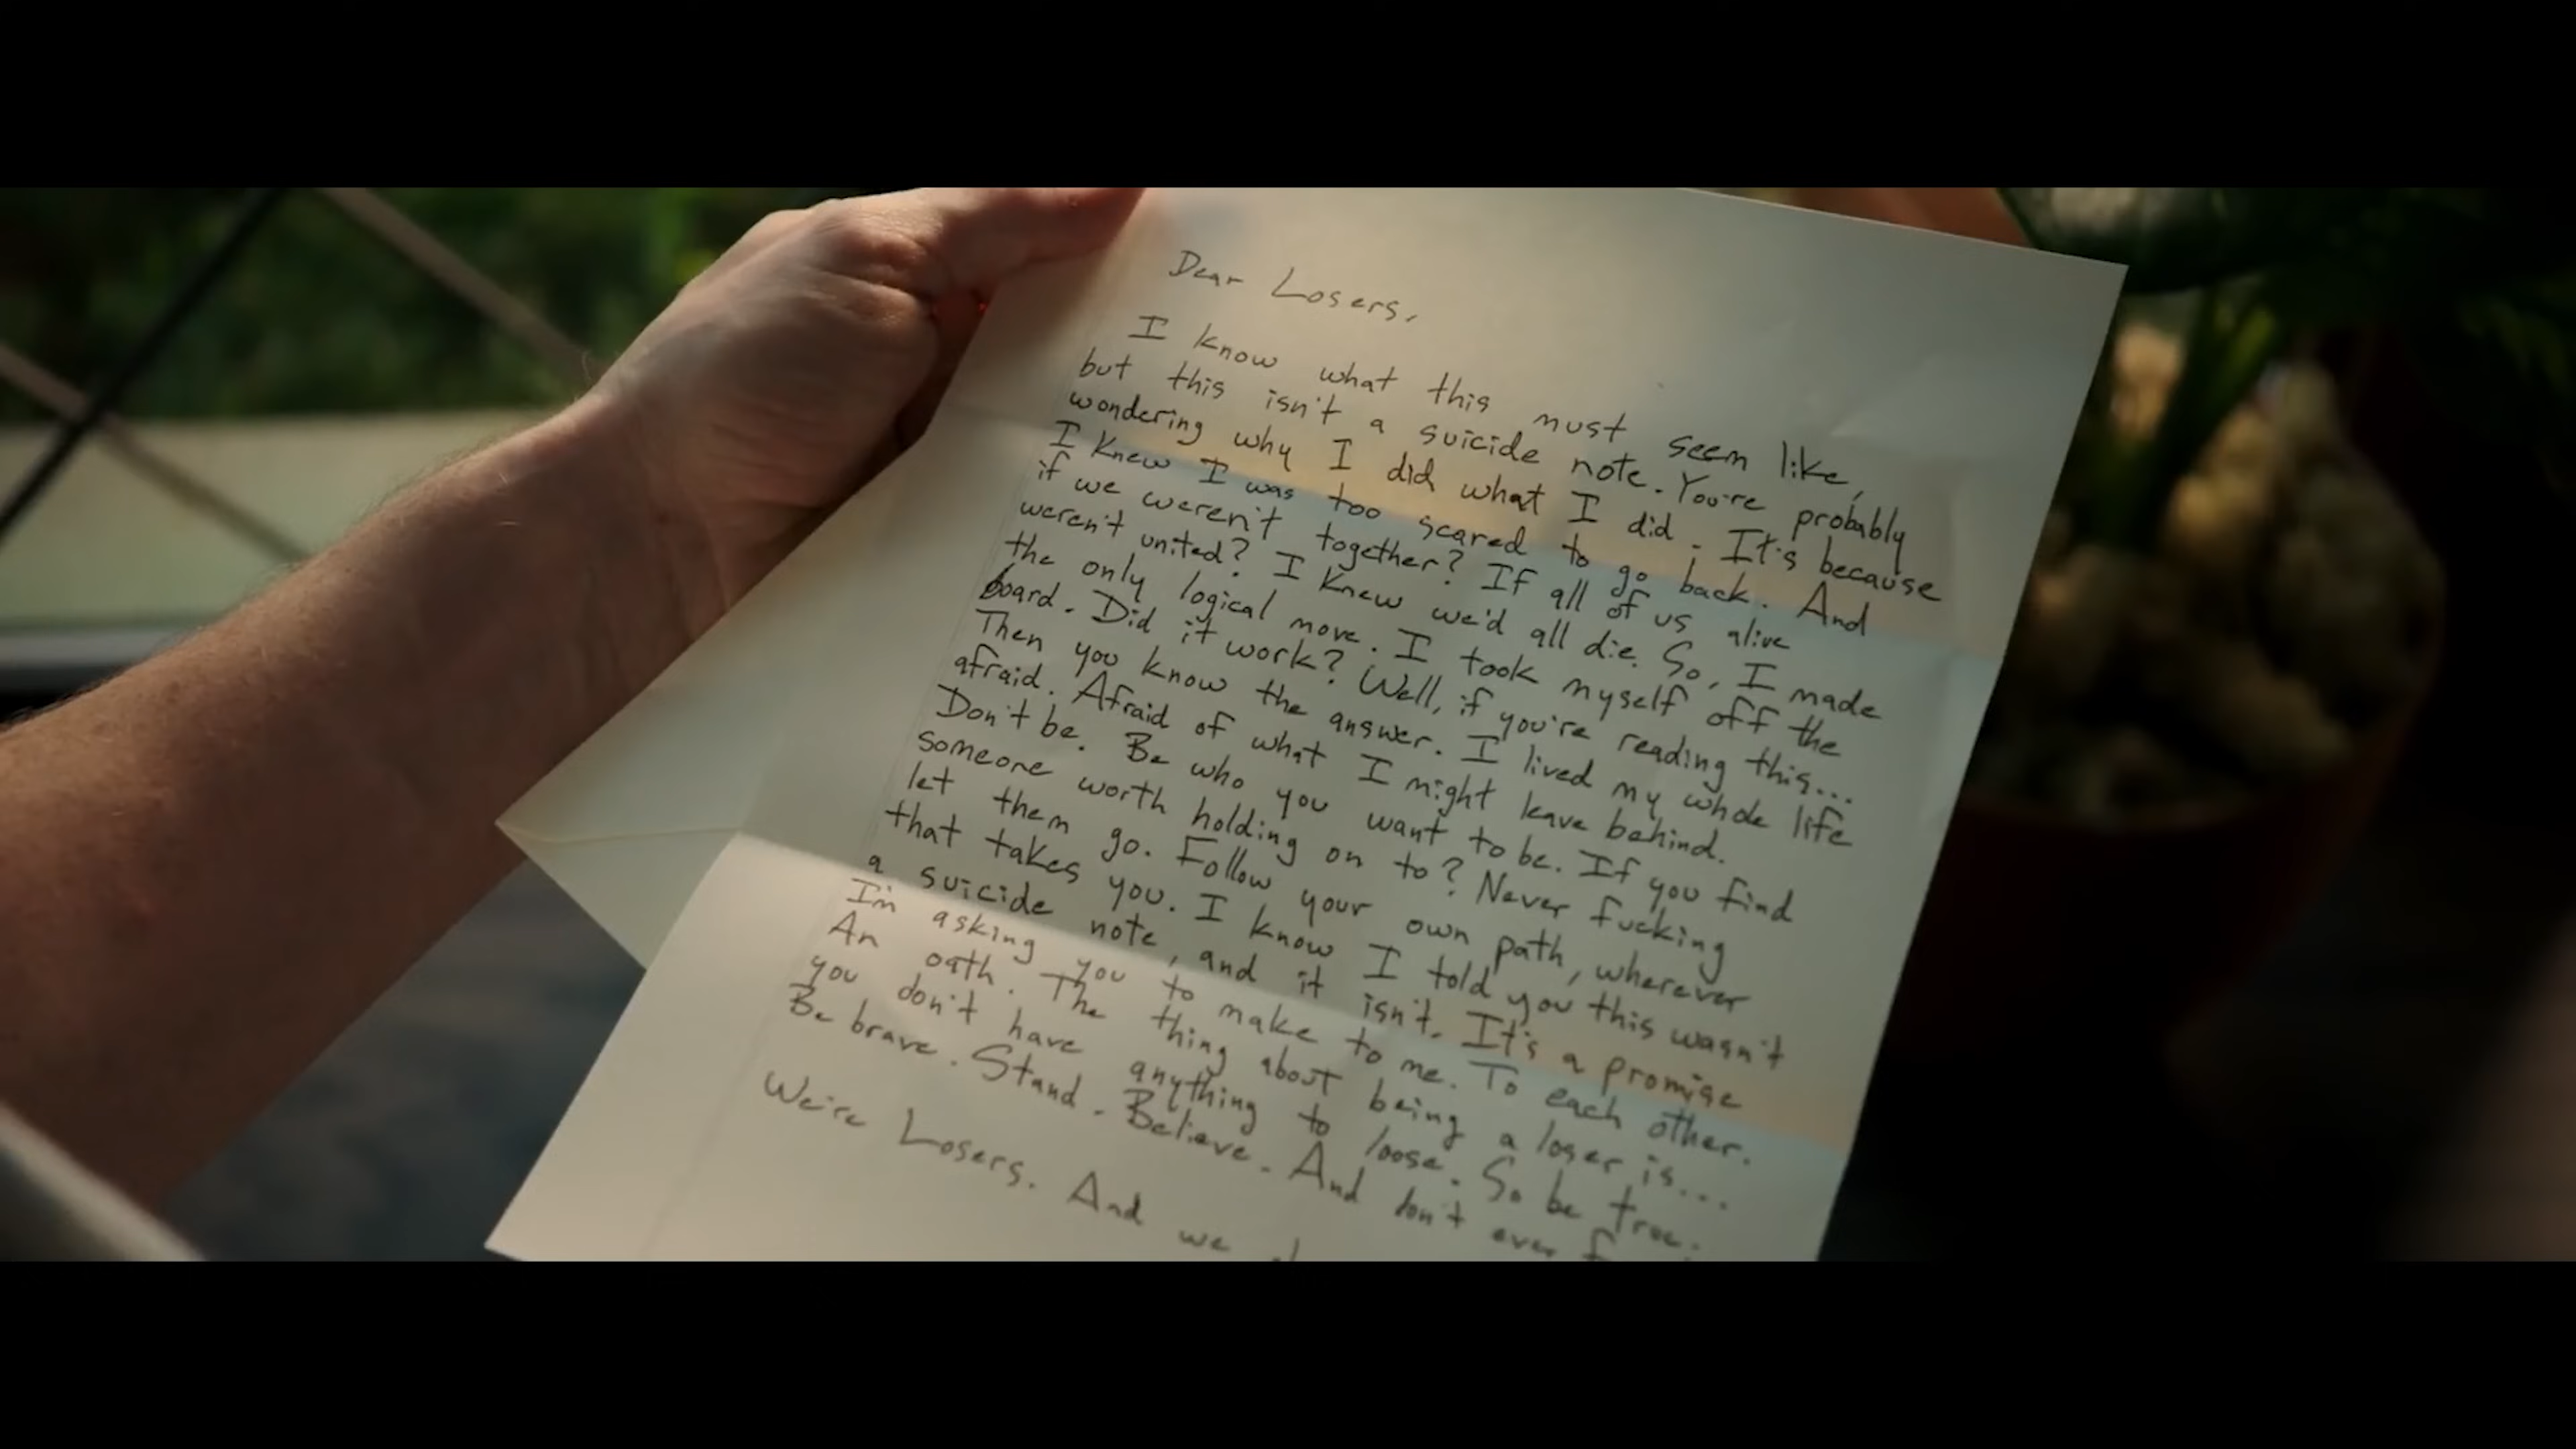 Dear Losers,
I know what this must seem like,
but this isn't a suicide note. You're probably
wondering why I did what I did. It's because
I knew I was too scared to go back. And
if we weren't together? If all of us alive
weren't united? I knew we'd all die. So, I made
the only logical move. I took myself off the
board. Did it work? Well, if you're reading this...
Then you know the answer. I lived my whole life
afraid. Afraid of what I might leave behind.
Don't be. Be who you want to be. If you find
someone worth holding on to? Never fucking
let them go. Follow your own path, wherever
that takes you. I know I told you this wasn't
a suicide note, and it isn't. It's a promise
I'm asking you to make to me. To each other.
An oath. The thing about being a loser is...
you don't have anything to loose. So be true.
Be brave. Stand. Believe. And don't ever
We're Losers. And we